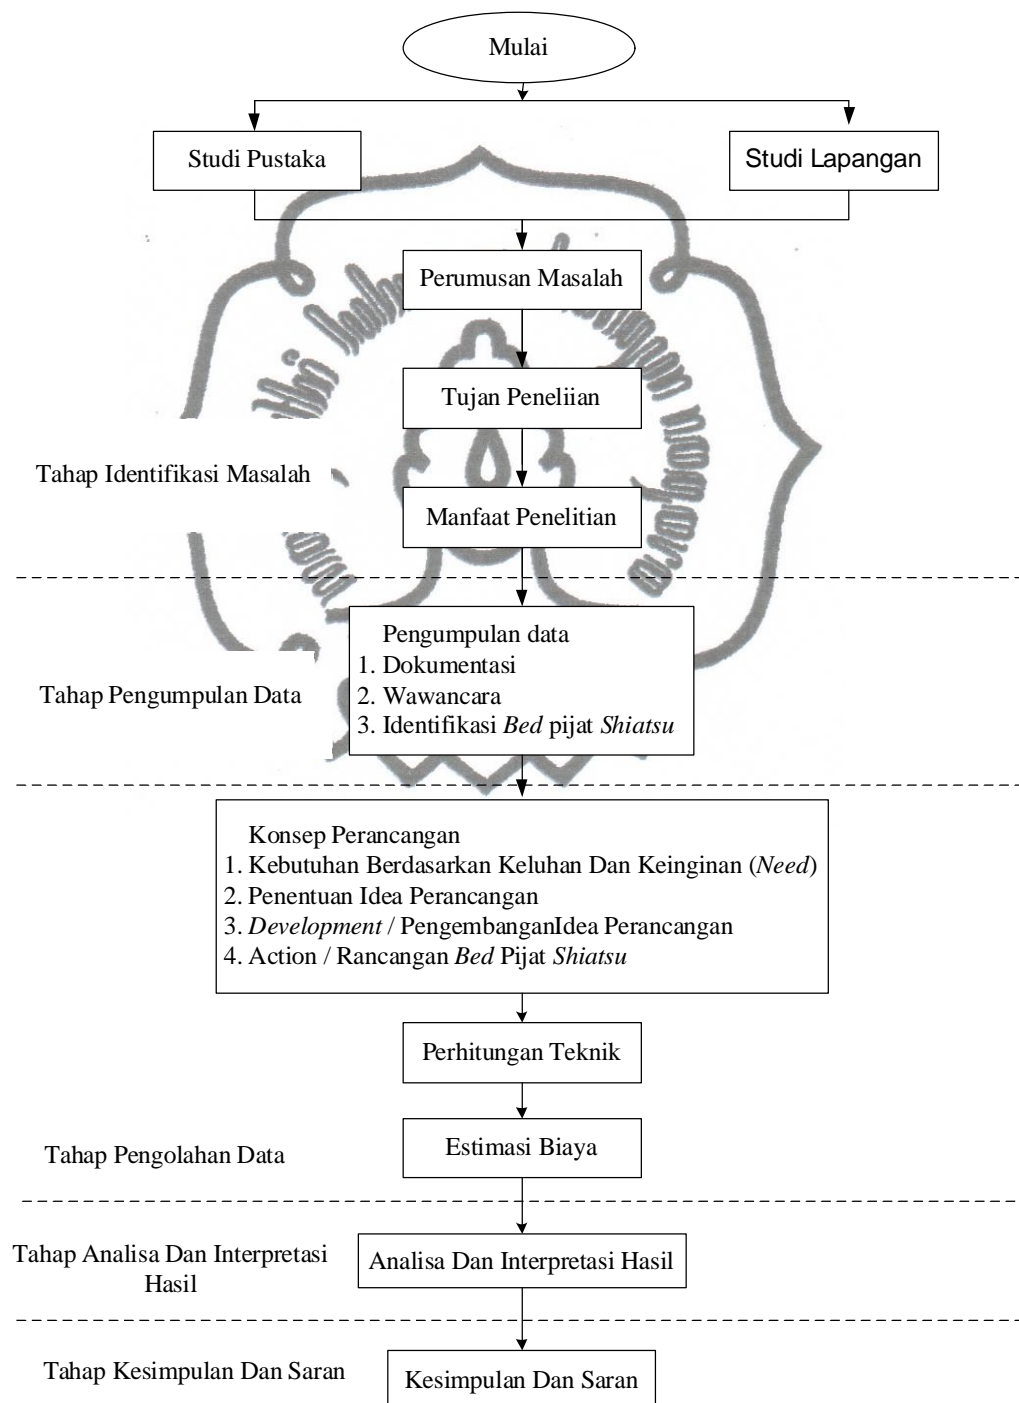 Mulai
Studi Pustaka
Studi Lapangan
Perumusan Masalah
Tujan Peneliian
Tahap Identifikasi Masalah
Manfaat Penelitian
Pengumpulan data
1. Dokumentasi
2. Wawancara
3. Identifikasi Bed pijat Shiatsu
Tahap Pengumpulan Data
Konsep Perancangan
1. Kebutuhan Berdasarkan Keluhan Dan Keinginan (Need)
2. Penentuan Idea Perancangan
3. Development / PengembanganIdea Perancangan
4. Action / Rancangan Bed Pijat Shiatsu
Perhitungan Teknik
Estimasi Biaya
Tahap Pengolahan Data
Tahap Analisa Dan Interpretasi
Hasil
Analisa Dan Interpretasi Hasil
Tahap Kesimpulan Dan Saran
Kesimpulan Dan Saran